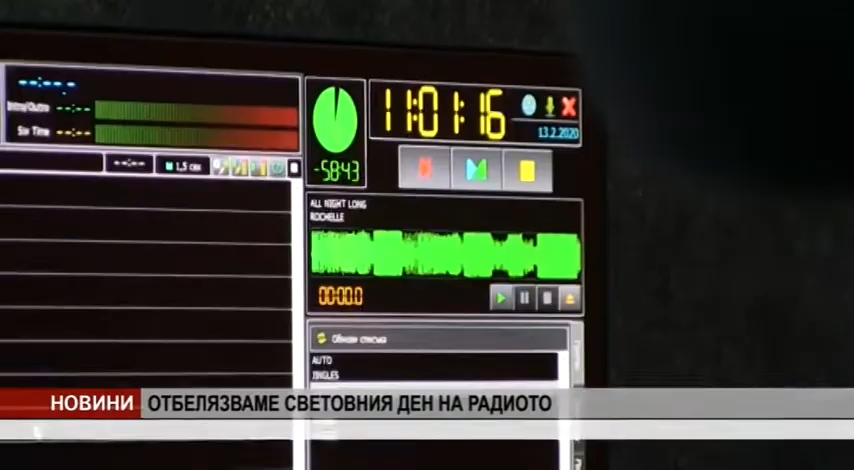 --:--,--
11:01:16
Intro/Outro --:--.-
Six Time --:--.-
13.2.2020
--:--.-
1,5 сек
-58:43
ALL NIGHT LONG
ROCHELLE
00:00.0
Обнови списъка
AUTO
JINGLES
НОВИНИ
ОТБЕЛЯЗВАМЕ СВЕТОВНИЯ ДЕН НА РАДИОТО